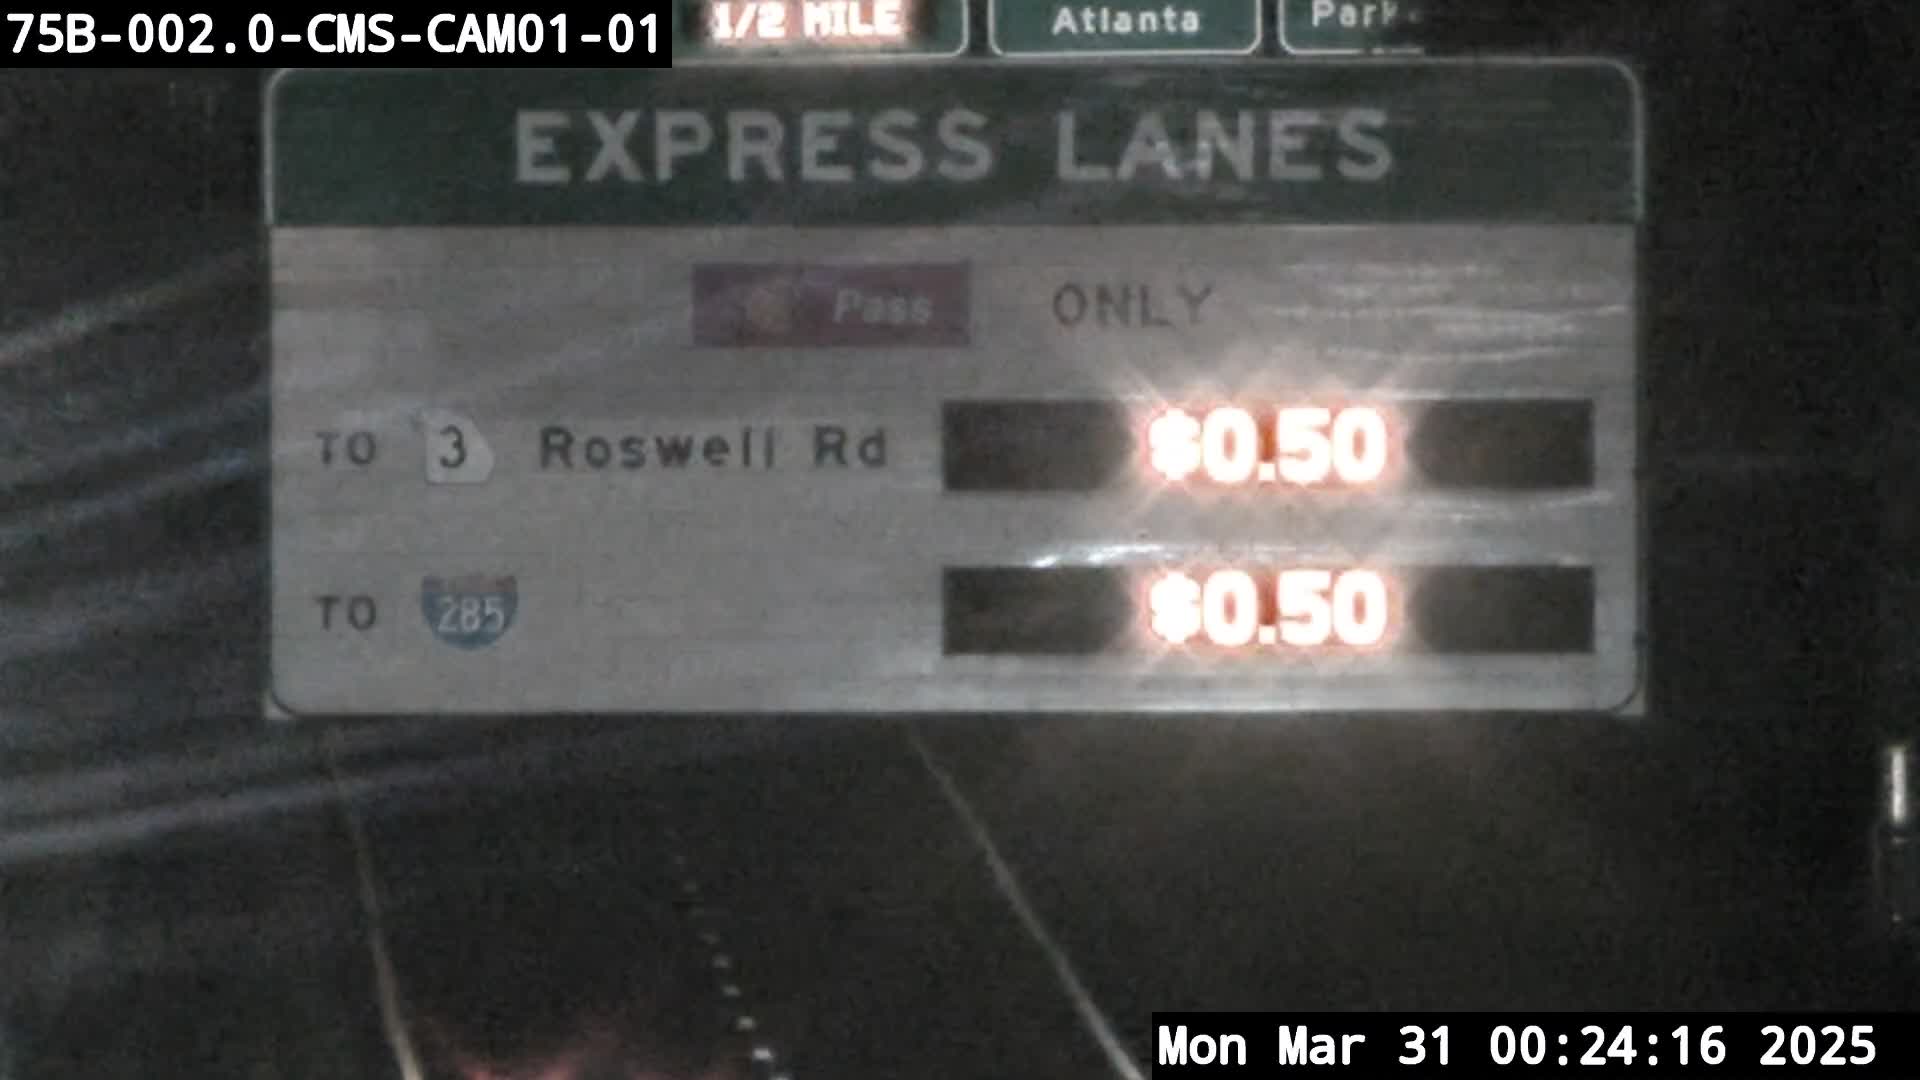 75B-002.0-CMS-CAM01-01
1/2 MILE
Atlanta
EXPRESS LANES
Pass ONLY
TO 3 Roswell Rd $0.50
TO 285 $0.50
Mon Mar 31 00:24:16 2025